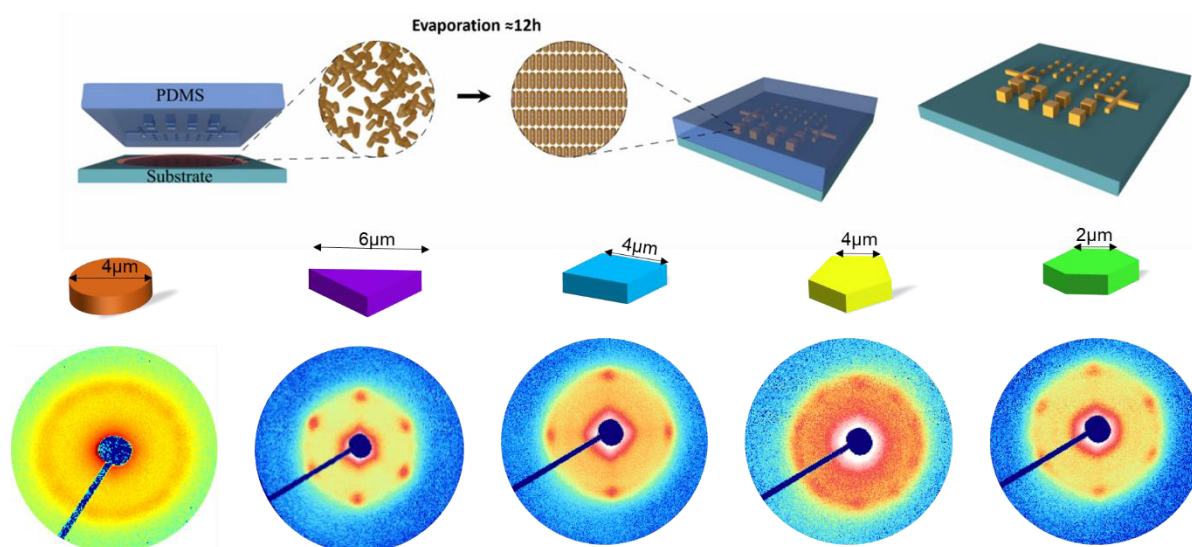 Evaporation ≈12h
PDMS
Substrate
6µm
4µm
4µm
4µm
2µm